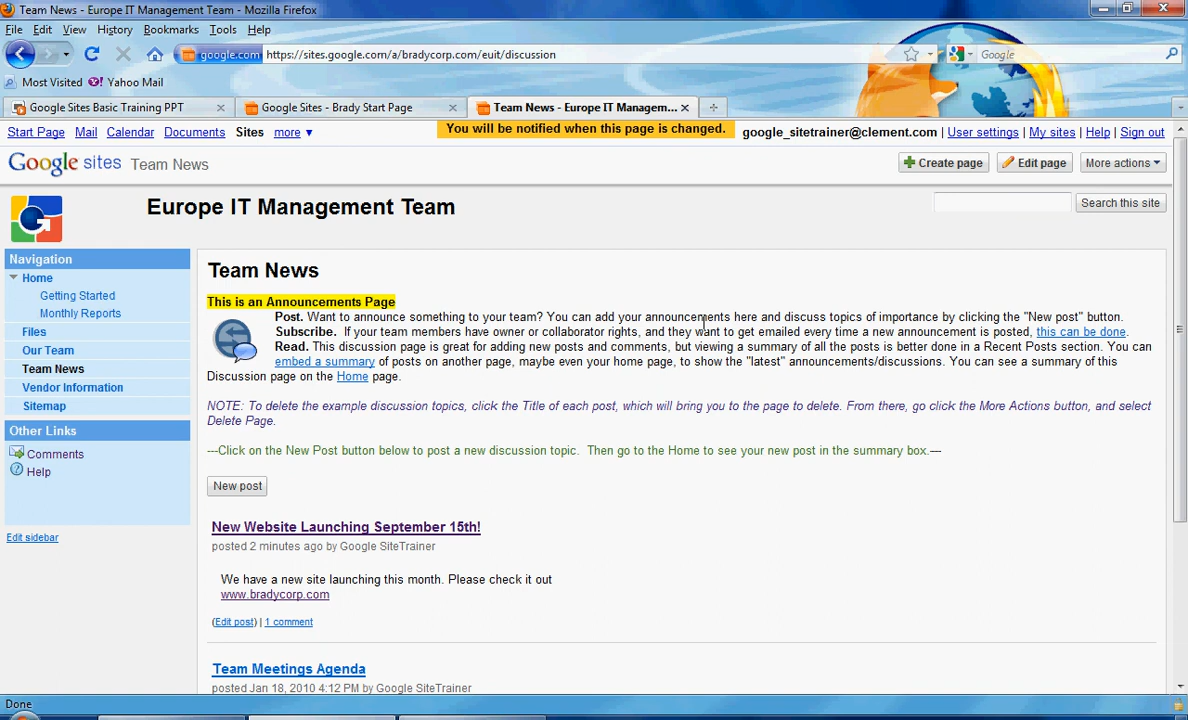 Team News - Europe IT Management Team - Mozilla Firefox
File Edit View History Bookmarks Tools Help
google.com https://sites.google.com/a/bradycorp.com/euit/discussion Google
Most Visited Yahoo Mail
Google Sites Basic Training PPT Google Sites - Brady Start Page Team News - Europe IT Managem...
Start Page Mail Calendar Documents Sites more ▼ You will be notified when this page is changed. google_sitetrainer@clement.com | User settings | My sites | Help | Sign out
Google sites Team News Create page Edit page More actions ▼
Europe IT Management Team Search this site
Navigation
Home
Getting Started
Monthly Reports
Files
Our Team
Team News
Vendor Information
Sitemap
Other Links
Comments
Help
Edit sidebar
Team News
This is an Announcements Page
Post. Want to announce something to your team? You can add your announcements here and discuss topics of importance by clicking the "New post" button.
Subscribe. If your team members have owner or collaborator rights, and they want to get emailed every time a new announcement is posted, this can be done.
Read. This discussion page is great for adding new posts and comments, but viewing a summary of all the posts is better done in a Recent Posts section. You can
embed a summary of posts on another page, maybe even your home page, to show the "latest" announcements/discussions. You can see a summary of this
Discussion page on the Home page.
NOTE: To delete the example discussion topics, click the Title of each post, which will bring you to the page to delete. From there, go click the More Actions button, and select
Delete Page.
---Click on the New Post button below to post a new discussion topic. Then go to the Home to see your new post in the summary box.—
New post
New Website Launching September 15th!
posted 2 minutes ago by Google SiteTrainer
We have a new site launching this month. Please check it out
www.bradycorp.com
(Edit post) | 1 comment
Team Meetings Agenda
posted Jan 18, 2010 4:12 PM by Google SiteTrainer
Done